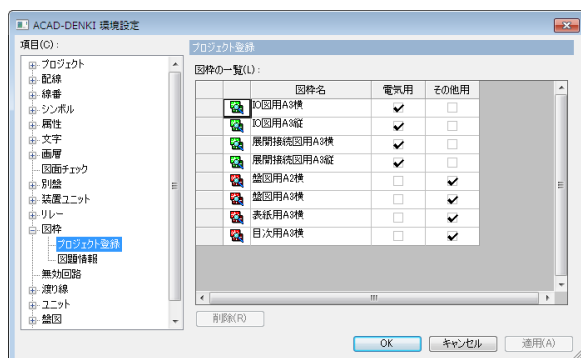 ACAD-DENKI 環境設定
項目(C):
プロジェクト
配線
線番
シンボル
属性
文字
画層
図面チェック
別盤
装置ユニット
リレー
図枠
プロジェクト登録
図題情報
無効回路
渡り線
ユニット
盤図
プロジェクト登録
図枠の一覧(L):
図枠名 電気用 その他用
IO図用A3横
IO図用A3縦
展開接続図用A3横
展開接続図用A3縦
盤図用A2横
盤図用A3横
表紙用A3横
目次用A3横
削除(R)
OK キャンセル 適用(A)